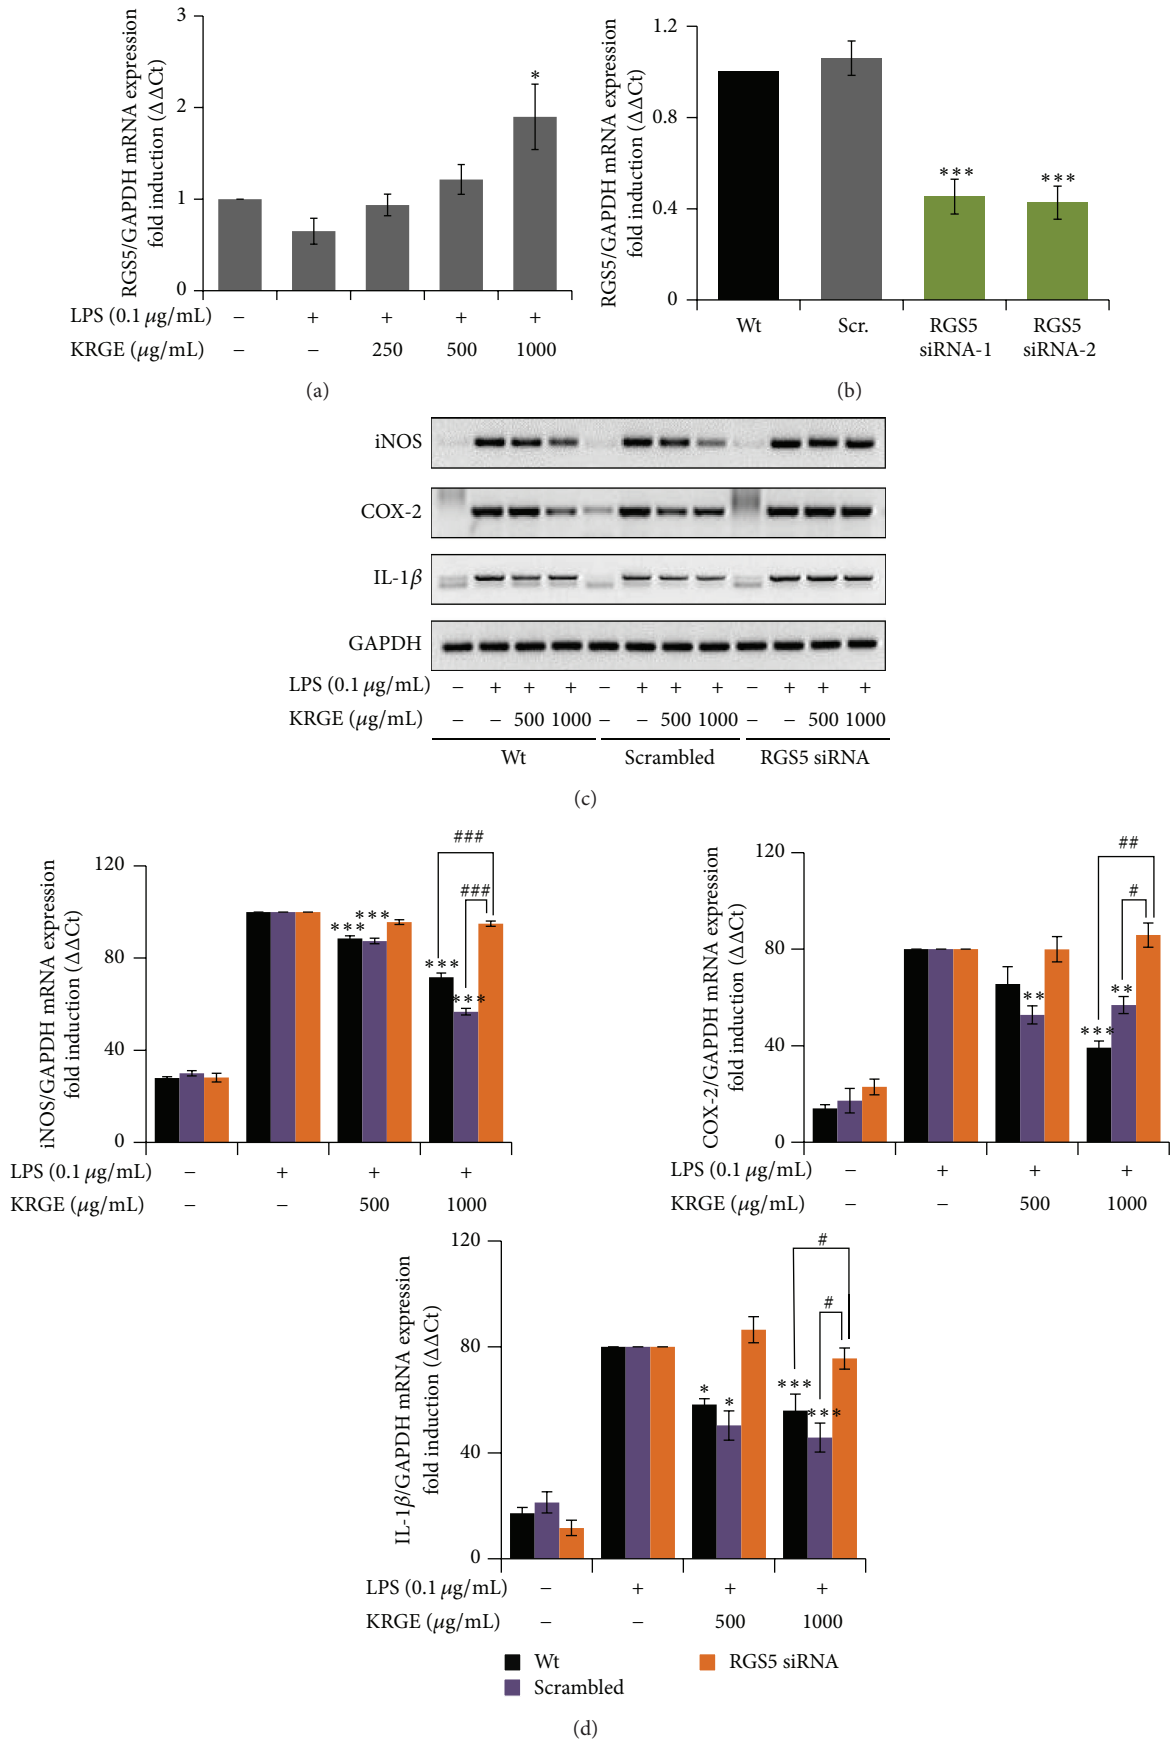 RGS5/GAPDH mRNA expression
fold induction (ΔΔCt)
3
2
1
0
*
LPS (0.1 μg/mL) − + + + +
KRGE (μg/mL) − − 250 500 1000
(a)
RGS5/GAPDH mRNA expression
fold induction (ΔΔCt)
1.2
0.8
0.4
0
*** ***
Wt Scr. RGS5 RGS5
siRNA-1 siRNA-2
(b)
iNOS
COX-2
IL-1β
GAPDH
LPS (0.1 μg/mL) − + + + − + + + − + + +
KRGE (μg/mL) − − 500 1000 − − 500 1000 − − 500 1000
Wt Scrambled RGS5 siRNA
(c)
iNOS/GAPDH mRNA expression
fold induction (ΔΔCt)
120
80
40
0
###
###
*** ***
***
***
LPS (0.1 μg/mL) − + + +
KRGE (μg/mL) − − 500 1000
COX-2/GAPDH mRNA expression
fold induction (ΔΔCt)
120
80
40
0
##
#
** **
***
LPS (0.1 μg/mL) − + + +
KRGE (μg/mL) − − 500 1000
IL-1β/GAPDH mRNA expression
fold induction (ΔΔCt)
120
80
40
0
#
#
* * ***
***
LPS (0.1 μg/mL) − + + +
KRGE (μg/mL) − − 500 1000
Wt RGS5 siRNA
Scrambled
(d)